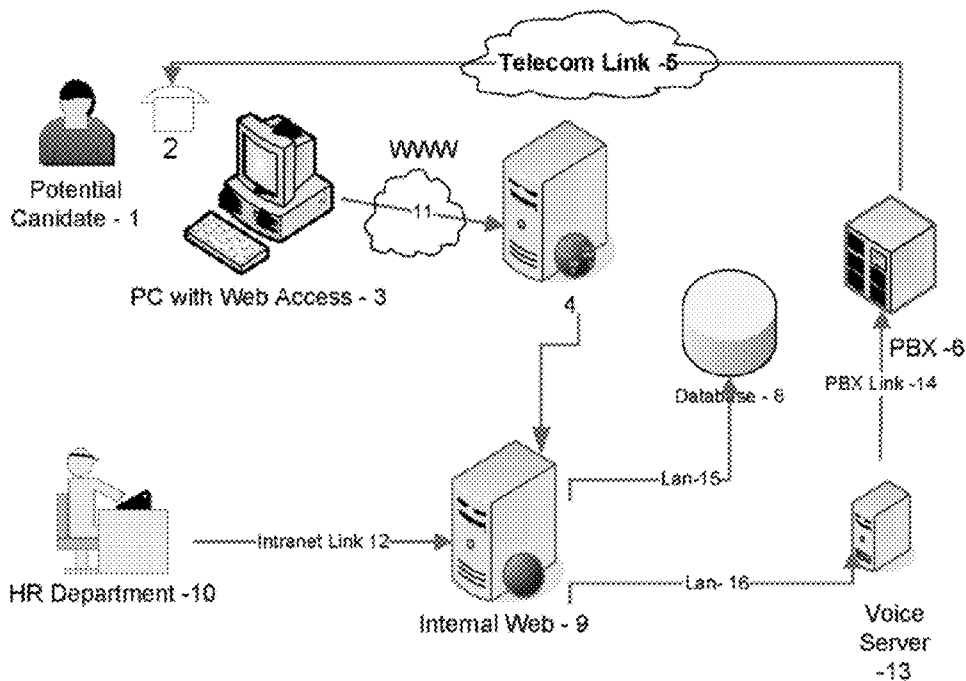 Telecom Link -5
2
WWW
Potential
Canidate - 1
11
PC with Web Access - 3
4
PBX -6
PBX Link -14
Database - 8
Lan-15
Intranet Link 12
HR Department -10
Lan- 16
Internal Web - 9
Voice
Server
-13